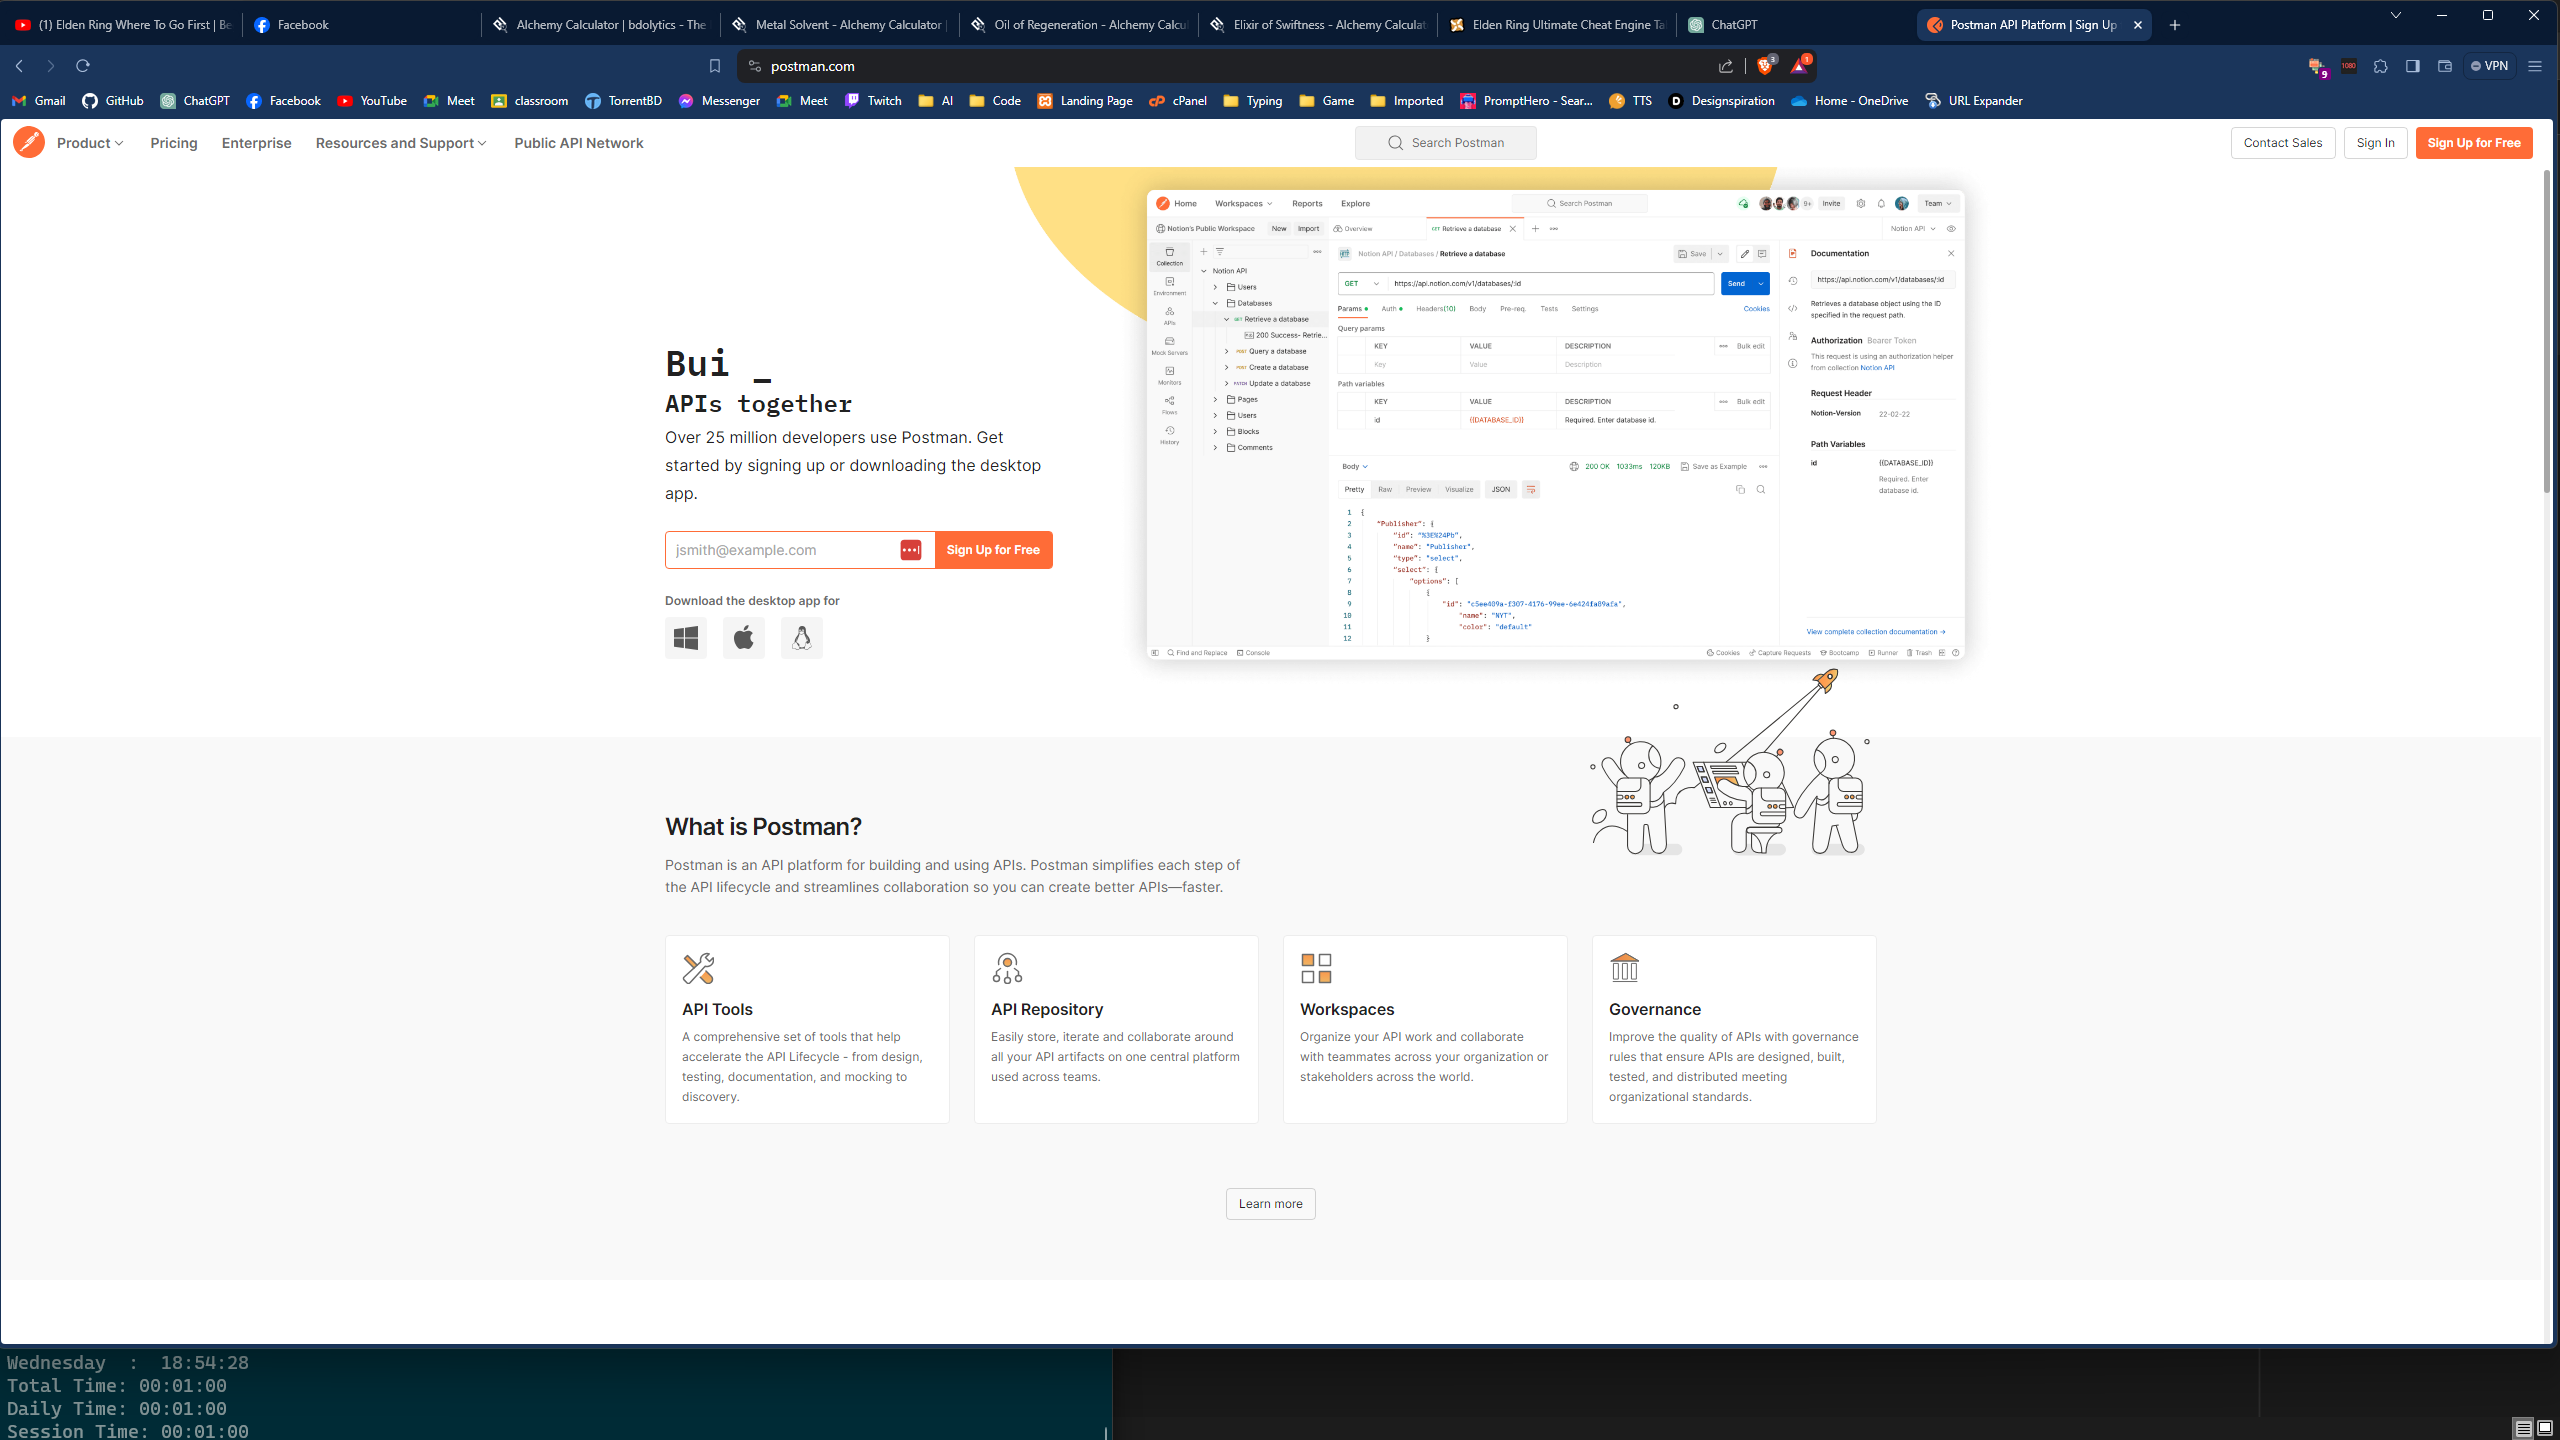 (1) Elden Ring Where To Go First | Be
Facebook
Alchemy Calculator | bdolytics - The
Metal Solvent - Alchemy Calculator |
Oil of Regeneration - Alchemy Calcu
Elixir of Swiftness - Alchemy Calculat
Elden Ring Ultimate Cheat Engine Ta
ChatGPT
Postman API Platform | Sign Up
postman.com
3
1
9
1080
VPN
Gmail
GitHub
ChatGPT
Facebook
YouTube
Meet
classroom
TorrentBD
Messenger
Meet
Twitch
AI
Code
Landing Page
cPanel
Typing
Game
Imported
PromptHero - Sear...
TTS
Designspiration
Home - OneDrive
URL Expander
Product
Pricing
Enterprise
Resources and Support
Public API Network
Search Postman
Contact Sales
Sign In
Sign Up for Free
Bui _
APIs together
Over 25 million developers use Postman. Get
started by signing up or downloading the desktop
app.
jsmith@example.com
Sign Up for Free
Download the desktop app for
Home
Workspaces
Reports
Explore
Search Postman
9+
Invite
Team
Notion's Public Workspace
New
Import
Overview
GET Retrieve a database
Notion API
Collection
Environment
APIs
Mock Servers
Monitors
Flows
History
Notion API
Users
Databases
GET Retrieve a database
200 Success- Retrie...
POST Query a database
POST Create a database
PATCH Update a database
Pages
Users
Blocks
Comments
Notion API / Databases / Retrieve a database
Save
GET
https://api.notion.com/v1/databases/:id
Send
Params
Auth
Headers(10)
Body
Pre-req.
Tests
Settings
Cookies
Query params
KEY
VALUE
DESCRIPTION
Bulk edit
Key
Value
Description
Path variables
KEY
VALUE
DESCRIPTION
Bulk edit
id
{{DATABASE_ID}}
Required. Enter database id.
Body
200 OK
1033ms
120KB
Save as Example
Pretty
Raw
Preview
Visualize
JSON
1 {
2 "Publisher": {
3 "id": "%3E%24Pb",
4 "name": "Publisher",
5 "type": "select",
6 "select": {
7 "options": [
8 {
9 "id": "c5ee409a-f307-4176-99ee-6e424fa89afa",
10 "name": "NYT",
11 "color": "default"
12 }
Documentation
https://api.notion.com/v1/databases/:id
Retrieves a database object using the ID
specified in the request path.
Authorization Bearer Token
This request is using an authorization helper
from collection Notion API
Request Header
Notion-Version
22-02-22
Path Variables
id
{{DATABASE_ID}}
Required. Enter
database id.
View complete collection documentation →
Find and Replace
Console
Cookies
Capture Requests
Bootcamp
Runner
Trash
What is Postman?
Postman is an API platform for building and using APIs. Postman simplifies each step of
the API lifecycle and streamlines collaboration so you can create better APIs—faster.
API Tools
A comprehensive set of tools that help
accelerate the API Lifecycle - from design,
testing, documentation, and mocking to
discovery.
API Repository
Easily store, iterate and collaborate around
all your API artifacts on one central platform
used across teams.
Workspaces
Organize your API work and collaborate
with teammates across your organization or
stakeholders across the world.
Governance
Improve the quality of APIs with governance
rules that ensure APIs are designed, built,
tested, and distributed meeting
organizational standards.
Learn more
Wednesday : 18:54:28
Total Time: 00:01:00
Daily Time: 00:01:00
Session Time: 00:01:00